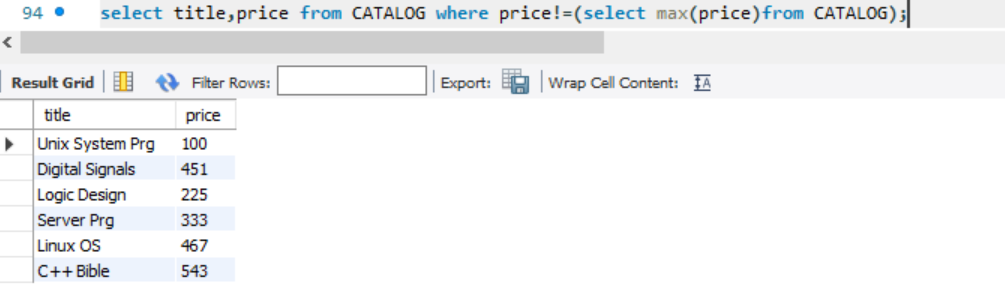 94 select title,price from CATALOG where price!=(select max(price)from CATALOG);
Result Grid Filter Rows: Export: Wrap Cell Content: IA
title price
Unix System Prg 100
Digital Signals 451
Logic Design 225
Server Prg 333
Linux OS 467
C++ Bible 543